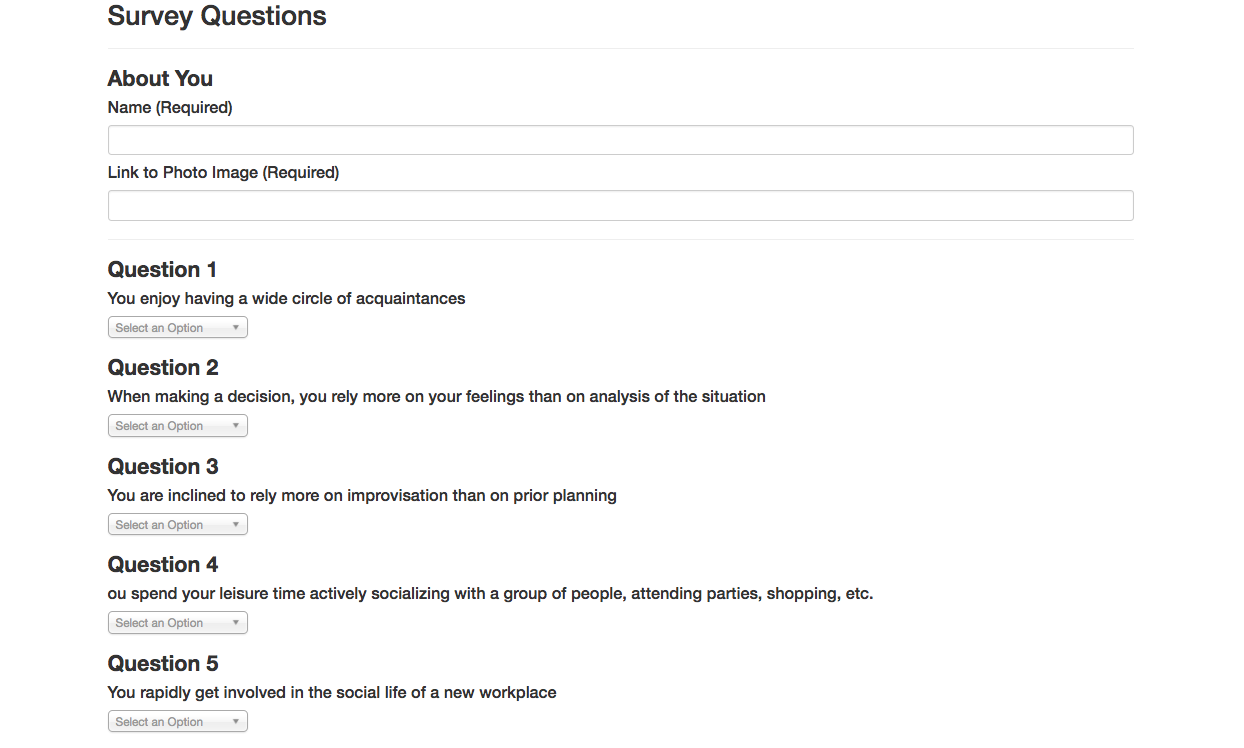 Survey Questions
About You
Name (Required)
Link to Photo Image (Required)
Question 1
You enjoy having a wide circle of acquaintances
Select an Option
Question 2
When making a decision, you rely more on your feelings than on analysis of the situation
Select an Option
Question 3
You are inclined to rely more on improvisation than on prior planning
Select an Option
Question 4
ou spend your leisure time actively socializing with a group of people, attending parties, shopping, etc.
Select an Option
Question 5
You rapidly get involved in the social life of a new workplace
Select an Option